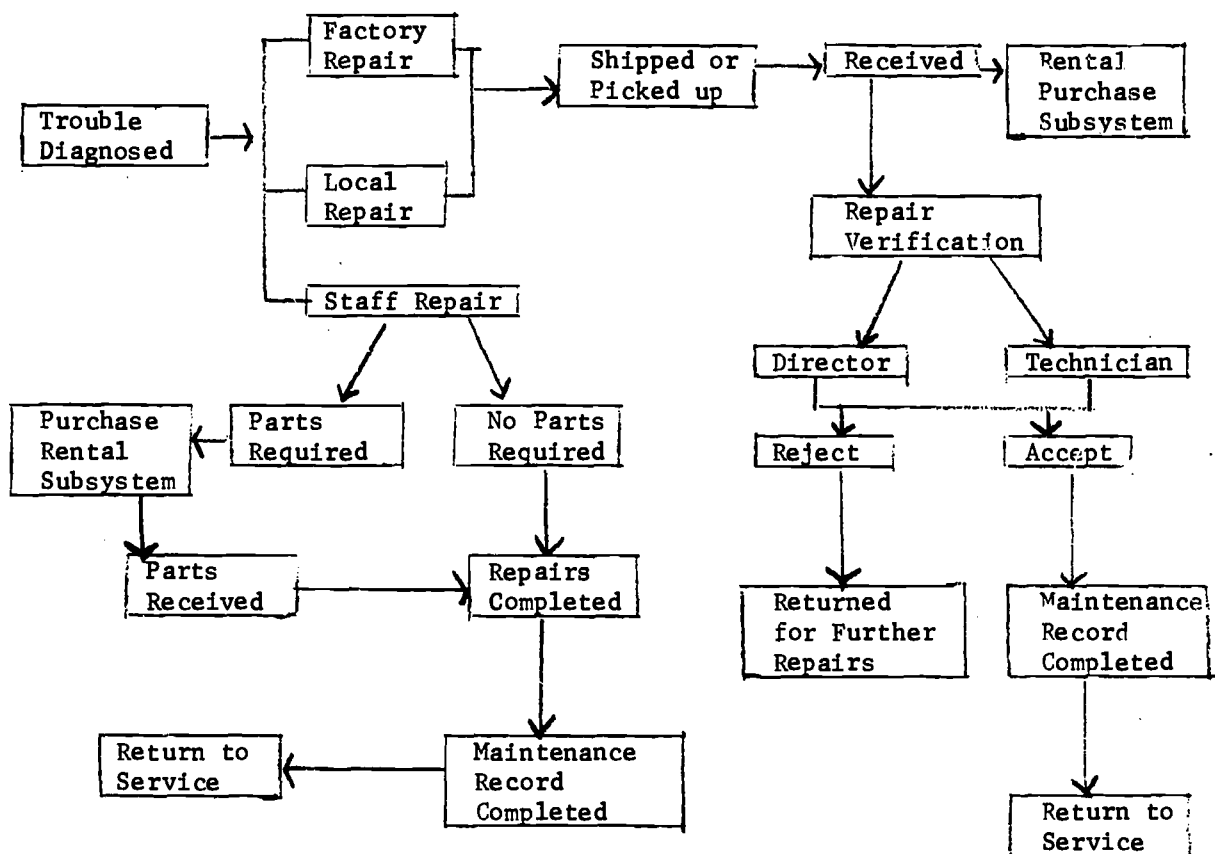 Factory
Repair
Shipped or
Picked up
Received
Rental
Purchase
Subsystem
Trouble
Diagnosed
Local
Repair
Repair
Verification
Staff Repair
Director
Technician
Purchase
Rental
Subsystem
Parts
Required
No Parts
Required
Reject
Accept
Parts
Received
Repairs
Completed
Returned
for Further
Repairs
Maintenance
Record
Completed
Return to
Service
Maintenance
Record
Completed
Return to
Service